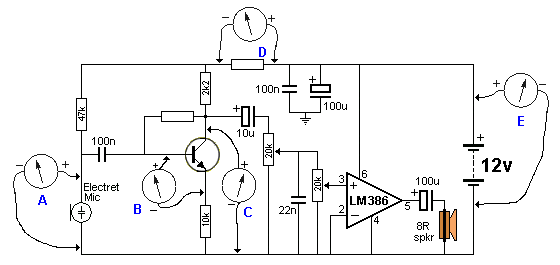 D
− +
100n
100u
+
47k
2k2
+
10u
100n
20k
20k
Electret
Mic
A
+
−
B
+
−
C
+
−
10k
22n
3
+
2
−
LM386
6
4
5
100u
+
8R
spkr
+
12v
−
E
+
−